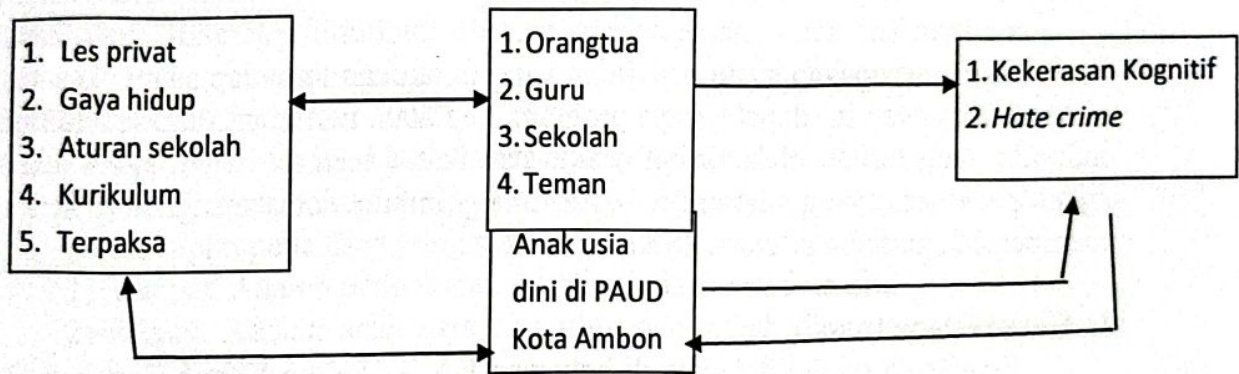 1. Les privat
2. Gaya hidup
3. Aturan sekolah
4. Kurikulum
5. Terpaksa
1. Orangtua
2. Guru
3. Sekolah
4. Teman
Anak usia
dini di PAUD
Kota Ambon
1. Kekerasan Kognitif
2. Hate crime